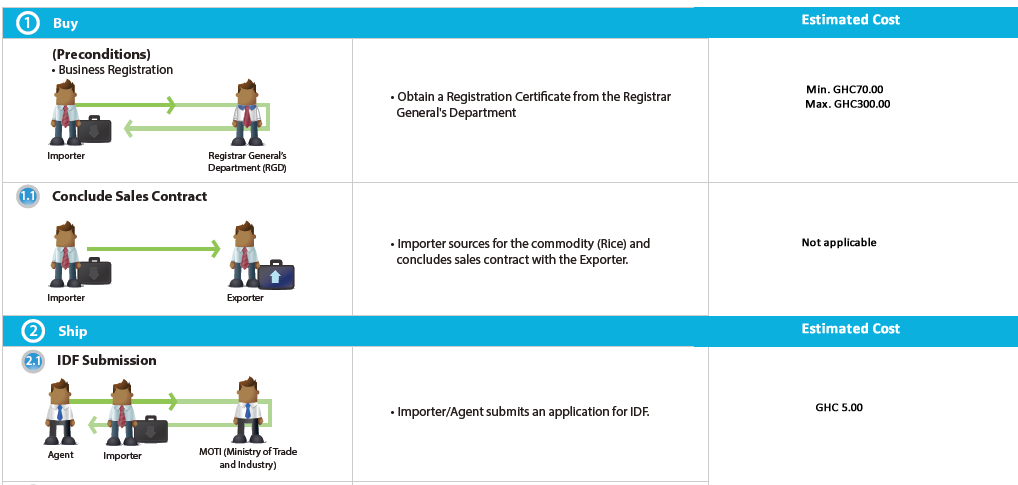 1 Buy
Estimated Cost
(Preconditions)
• Business Registration
Importer
Registrar General's
Department (RGD)
• Obtain a Registration Certificate from the Registrar
General's Department
Min. GHC70.00
Max. GHC300.00
1.1 Conclude Sales Contract
Importer
Exporter
• Importer sources for the commodity (Rice) and
concludes sales contract with the Exporter.
Not applicable
2 Ship
Estimated Cost
2.1 IDF Submission
Agent
Importer
MOTI (Ministry of Trade
and Industry)
• Importer/Agent submits an application for IDF.
GHC 5.00